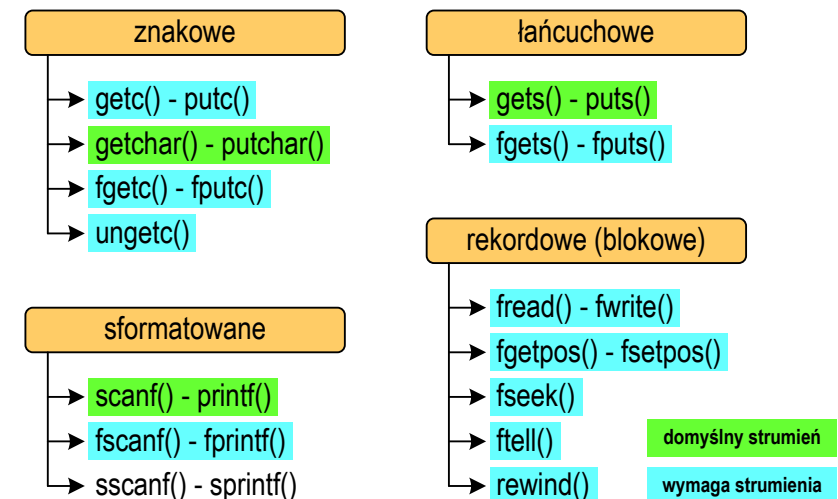 znakowe
getc() - putc()
getchar() - putchar()
fgetc() - fputc()
ungetc()
sformatowane
scanf() - printf()
fscanf() - fprintf()
sscanf() - sprintf()
łańcuchowe
gets() - puts()
fgets() - fputs()
rekordowe (blokowe)
fread() - fwrite()
fgetpos() - fsetpos()
fseek()
ftell()
rewind()
domyślny strumień
wymaga strumienia